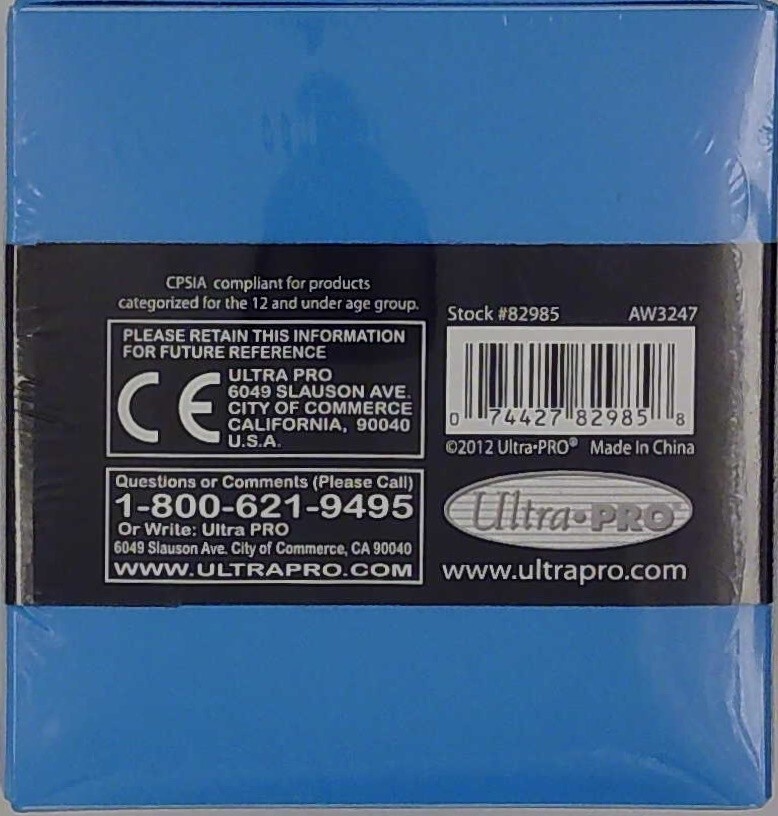 CPSIA compliant for products
categorized for the 12 and under age group.
PLEASE RETAIN THIS INFORMATION
FOR FUTURE REFERENCE
CE
ULTRA PRO
6049 SLAUSON AVE.
CITY OF COMMERCE
CALIFORNIA, 90040
U.S.A.
Questions or Comments (Please Call)
1-800-621-9495
Or Write: Ultra PRO
6049 Slauson Ave. City of Commerce, CA 90040
WWW.ULTRAPRO.COM
Stock #82985 AW3247
0 74427 82985 8
©2012 Ultra•PRO® Made In China
Ultra•PRO®
www.ultrapro.com